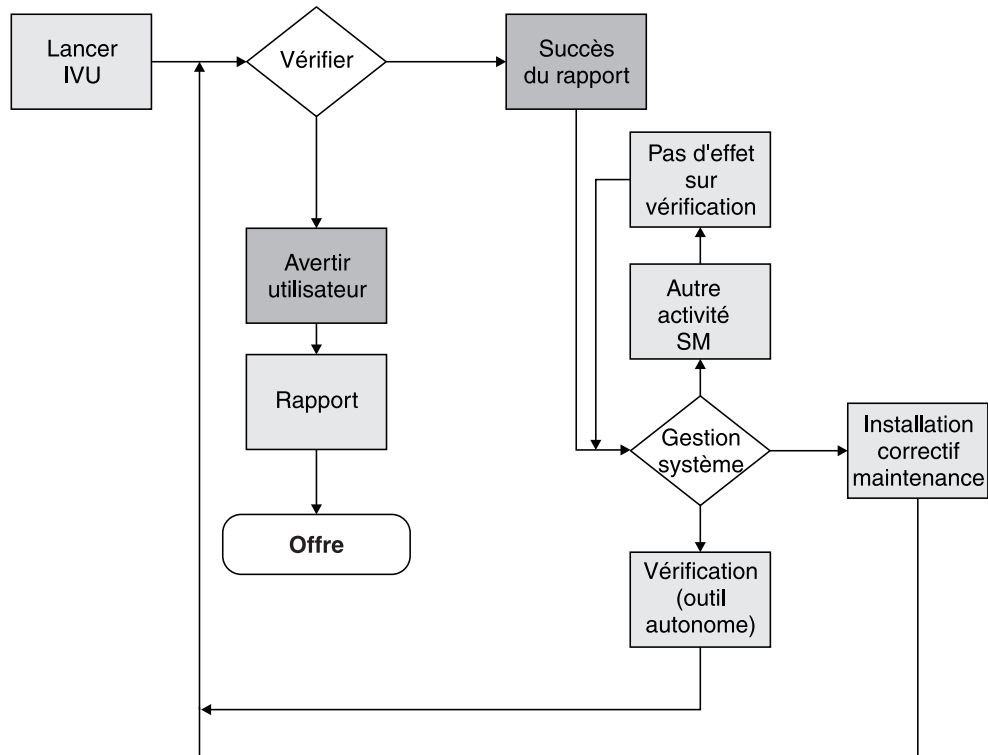 Lancer
IVU
Vérifier
Succès
du rapport
Pas d'effet
sur
vérification
Avertir
utilisateur
Autre
activité
SM
Rapport
Gestion
système
Installation
correctif
maintenance
Offre
Vérification
(outil
autonome)